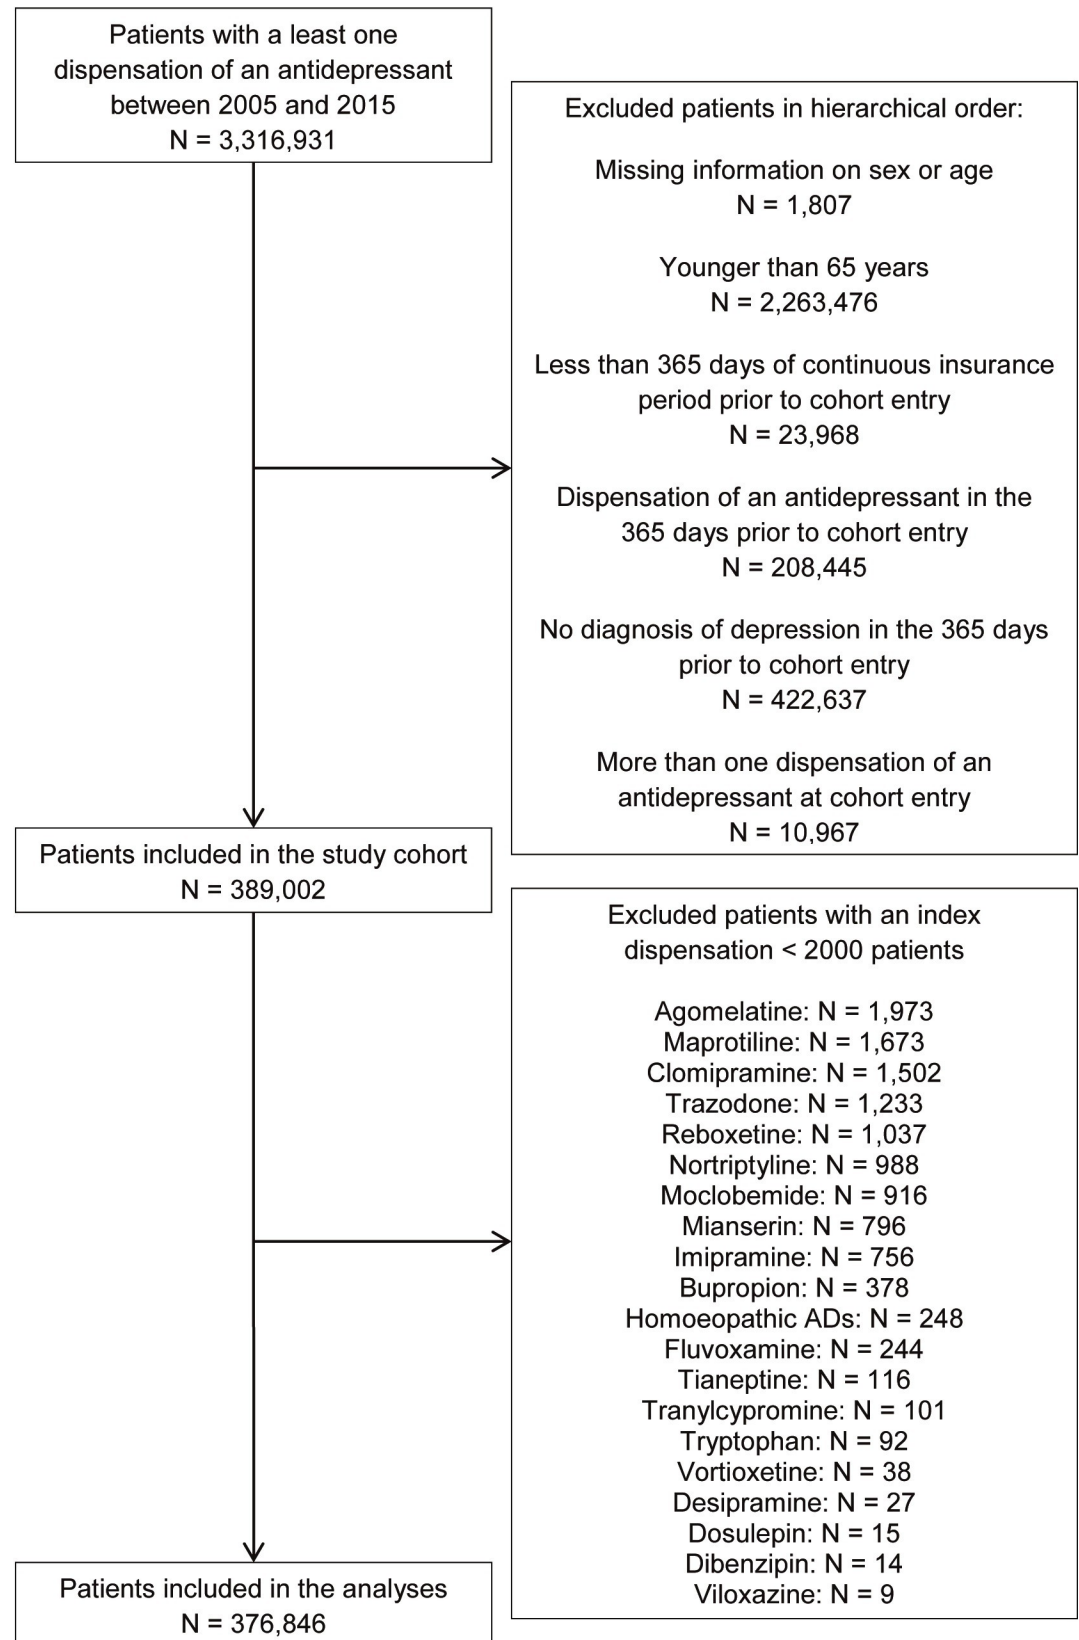 Patients with a least one
dispensation of an antidepressant
between 2005 and 2015
N = 3,316,931
Excluded patients in hierarchical order:
Missing information on sex or age
N = 1,807
Younger than 65 years
N = 2,263,476
Less than 365 days of continuous insurance
period prior to cohort entry
N = 23,968
Dispensation of an antidepressant in the
365 days prior to cohort entry
N = 208,445
No diagnosis of depression in the 365 days
prior to cohort entry
N = 422,637
More than one dispensation of an
antidepressant at cohort entry
N = 10,967
Patients included in the study cohort
N = 389,002
Excluded patients with an index
dispensation < 2000 patients
Agomelatine: N = 1,973
Maprotiline: N = 1,673
Clomipramine: N = 1,502
Trazodone: N = 1,233
Reboxetine: N = 1,037
Nortriptyline: N = 988
Moclobemide: N = 916
Mianserin: N = 796
Imipramine: N = 756
Bupropion: N = 378
Homoeopathic ADs: N = 248
Fluvoxamine: N = 244
Tianeptine: N = 116
Tranylcypromine: N = 101
Tryptophan: N = 92
Vortioxetine: N = 38
Desipramine: N = 27
Dosulepin: N = 15
Dibenzipin: N = 14
Viloxazine: N = 9
Patients included in the analyses
N = 376,846